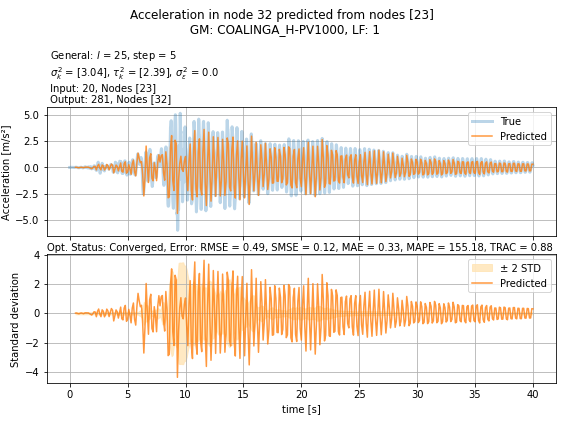 Acceleration in node 32 predicted from nodes [23]
GM: COALINGA_H-PV1000, LF: 1
General: l = 25, step = 5
σ²ₖ = [3.04], τ²ₖ = [2.39], σ²ᵣ = 0.0
Input: 20, Nodes [23]
Output: 281, Nodes [32]
Acceleration [m/s²]
5.0
2.5
0.0
−2.5
−5.0
True
Predicted
Opt. Status: Converged, Error: RMSE = 0.49, SMSE = 0.12, MAE = 0.33, MAPE = 155.18, TRAC = 0.88
Standard deviation
4
2
0
−2
−4
± 2 STD
Predicted
0 5 10 15 20 25 30 35 40
time [s]